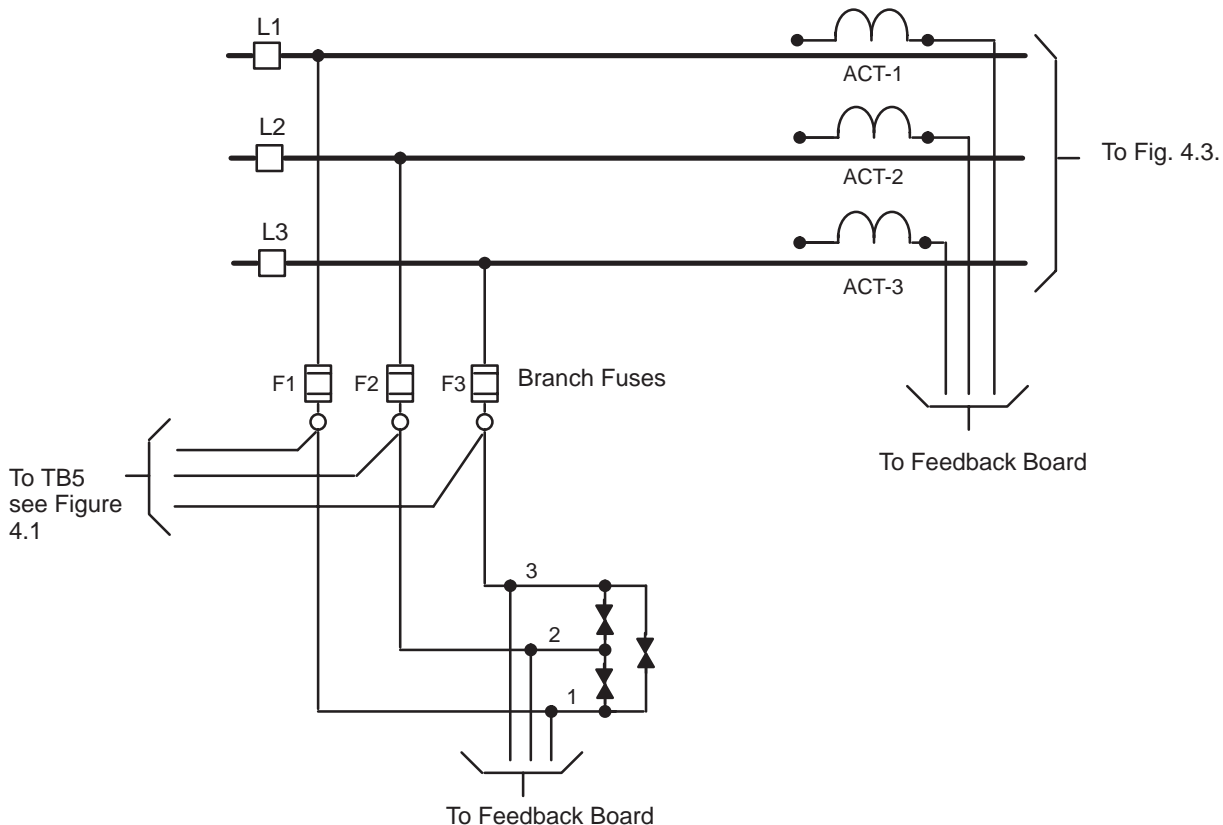 L1
ACT-1
L2
ACT-2
To Fig. 4.3.
L3
ACT-3
F1
F2
F3
Branch Fuses
To Feedback Board
To TB5
see Figure
4.1
3
2
1
To Feedback Board